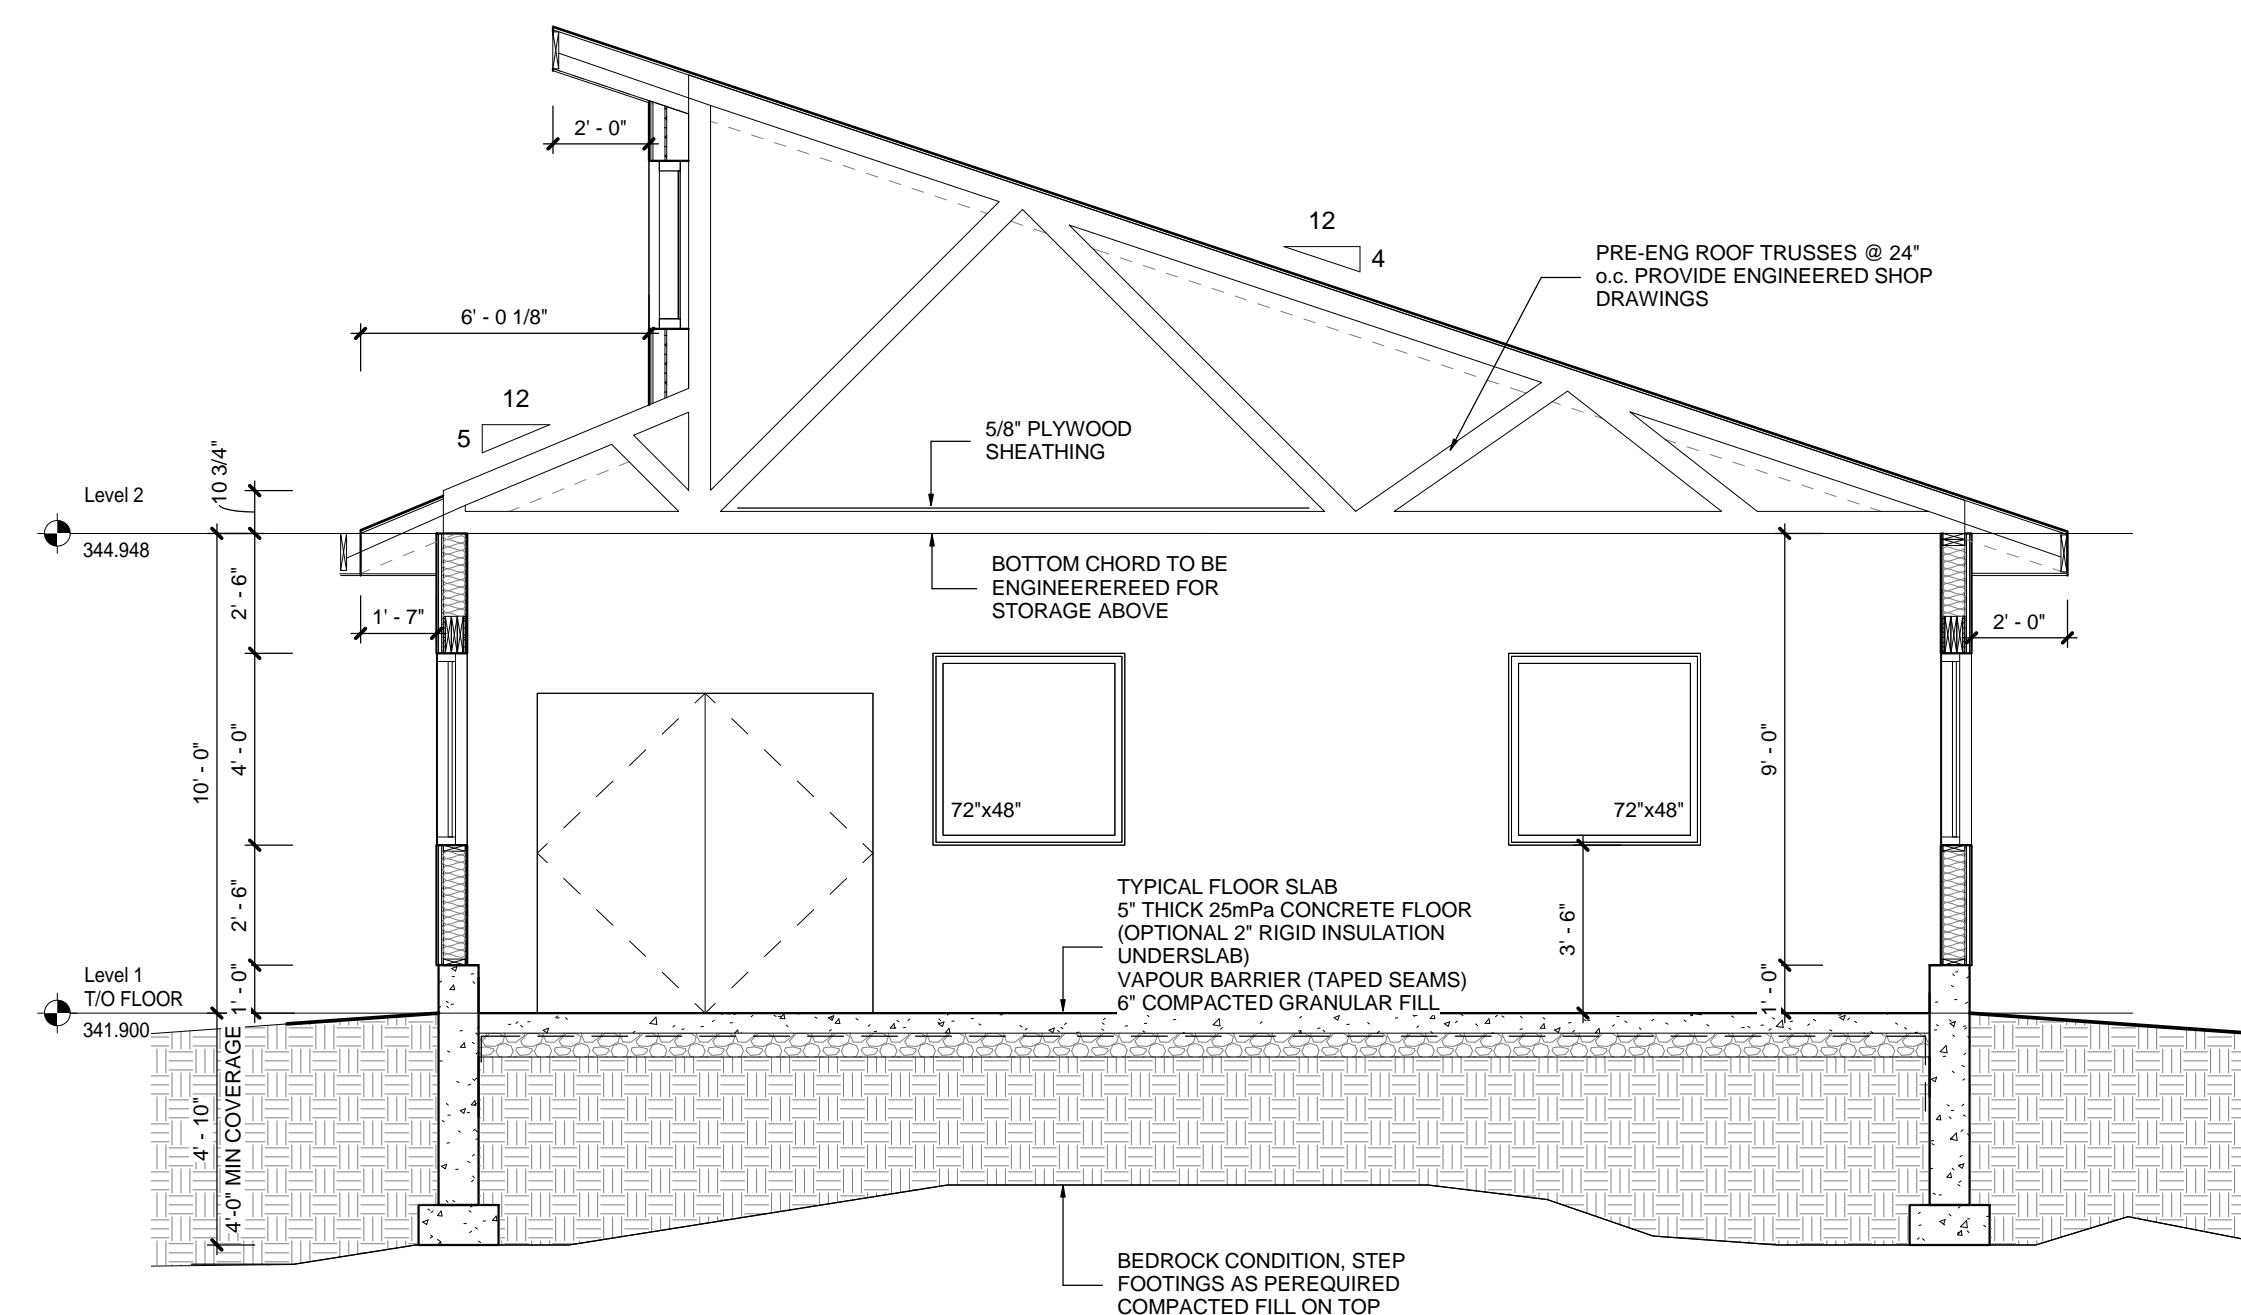 2' - 0"
12
4
PRE-ENG ROOF TRUSSES @ 24"
o.c. PROVIDE ENGINEERED SHOP
DRAWINGS
6' - 0 1/8"
12
5
5/8" PLYWOOD
SHEATHING
10 3/4"
Level 2
344.948
BOTTOM CHORD TO BE
ENGINEEREREED FOR
STORAGE ABOVE
2' - 6"
1' - 7"
2' - 0"
10' - 0"
4' - 0"
9' - 0"
72"x48"
72"x48"
TYPICAL FLOOR SLAB
5" THICK 25mPa CONCRETE FLOOR
(OPTIONAL 2" RIGID INSULATION
UNDERSLAB)
VAPOUR BARRIER (TAPED SEAMS)
6" COMPACTED GRANULAR FILL
2' - 6"
3' - 6"
Level 1
T/O FLOOR
341.900
1' - 0"
1' - 0"
4' - 10"
4'-0" MIN COVERAGE
BEDROCK CONDITION, STEP
FOOTINGS AS PEREQUIRED
COMPACTED FILL ON TOP